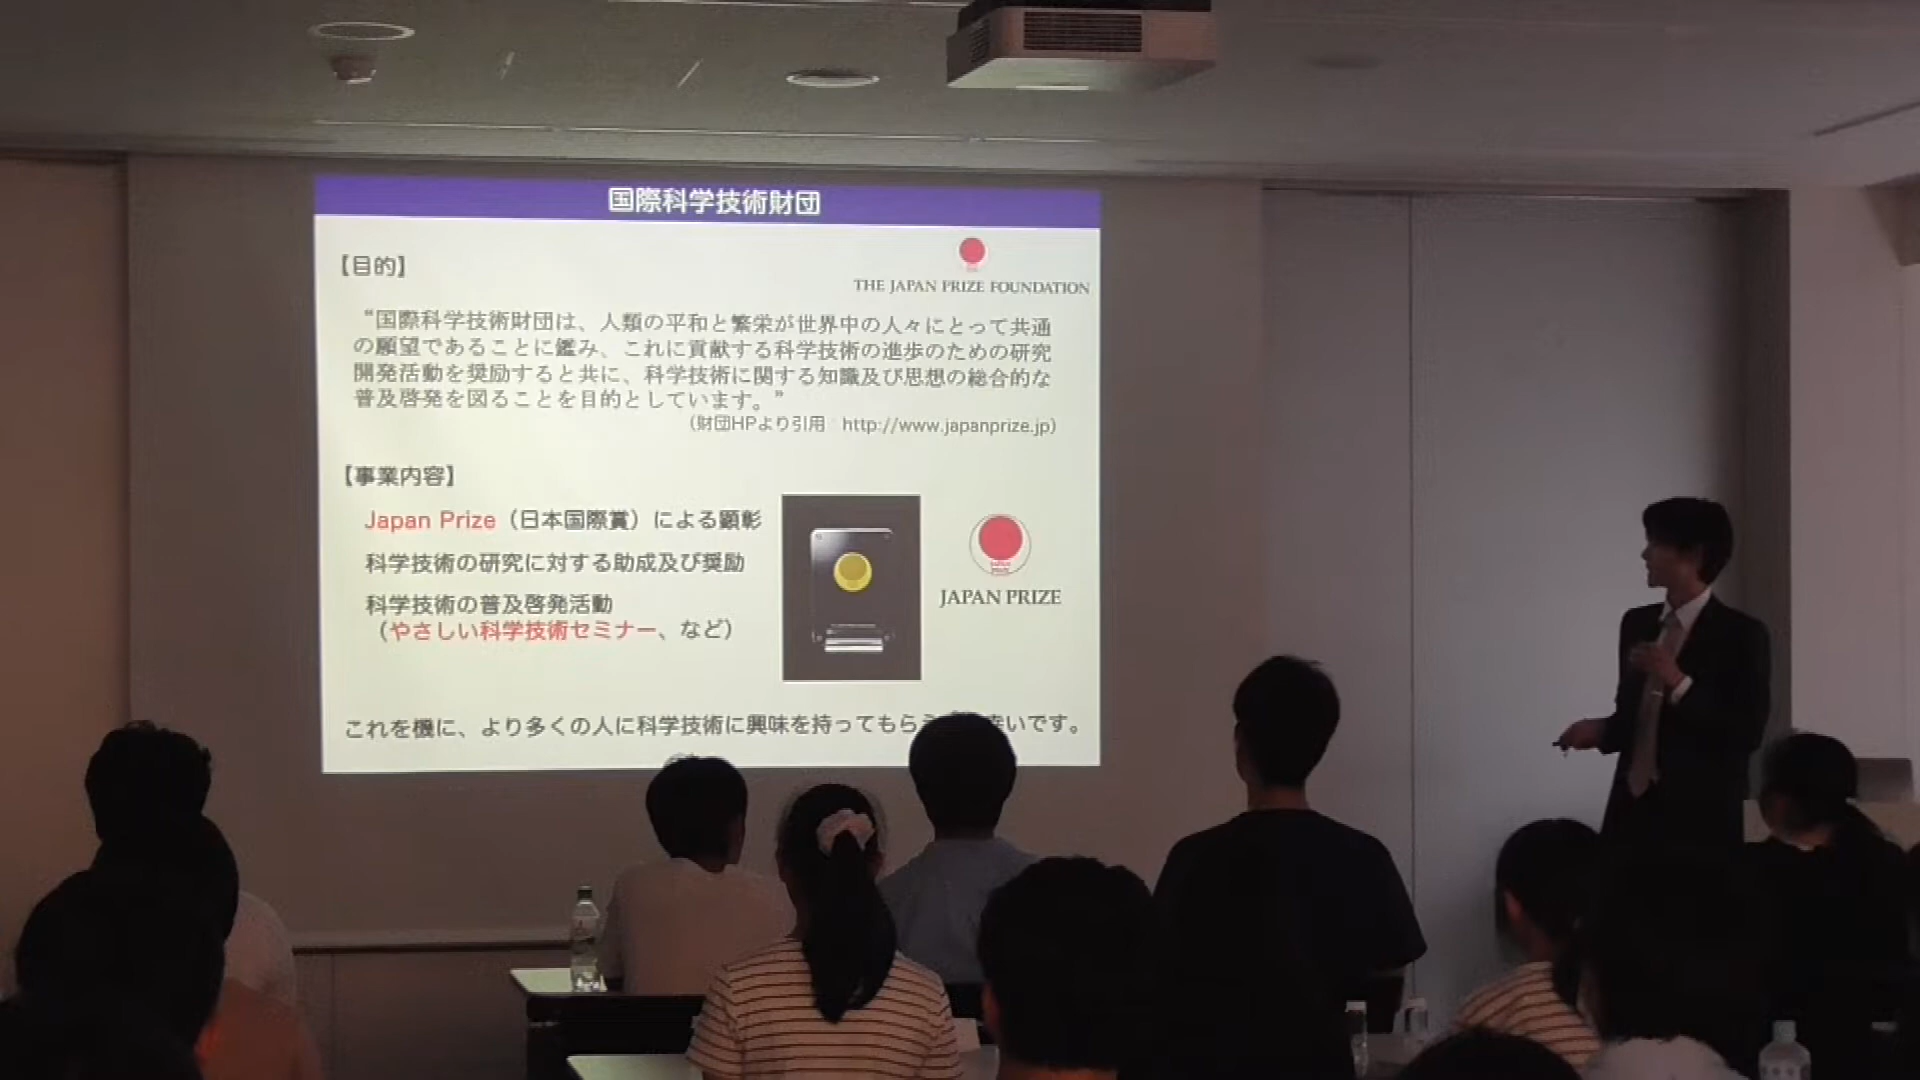 国際科学技術財団
【目的】
THE JAPAN PRIZE FOUNDATION
“国際科学技術財団は、人類の平和と繁栄が世界中の人々にとって共通
の願望であることに鑑み、これに貢献する科学技術の進歩のための研究
開発活動を奨励すると共に、科学技術に関する知識及び思想の総合的な
普及啓発を図ることを目的としています。”
（財団HPより引用 http://www.japanprize.jp）
【事業内容】
Japan Prize（日本国際賞）による顕彰
科学技術の研究に対する助成及び奨励
科学技術の普及啓発活動
（やさしい科学技術セミナー、など）
JAPAN PRIZE
これを機に、より多くの人に科学技術に興味を持ってもら 幸いです。